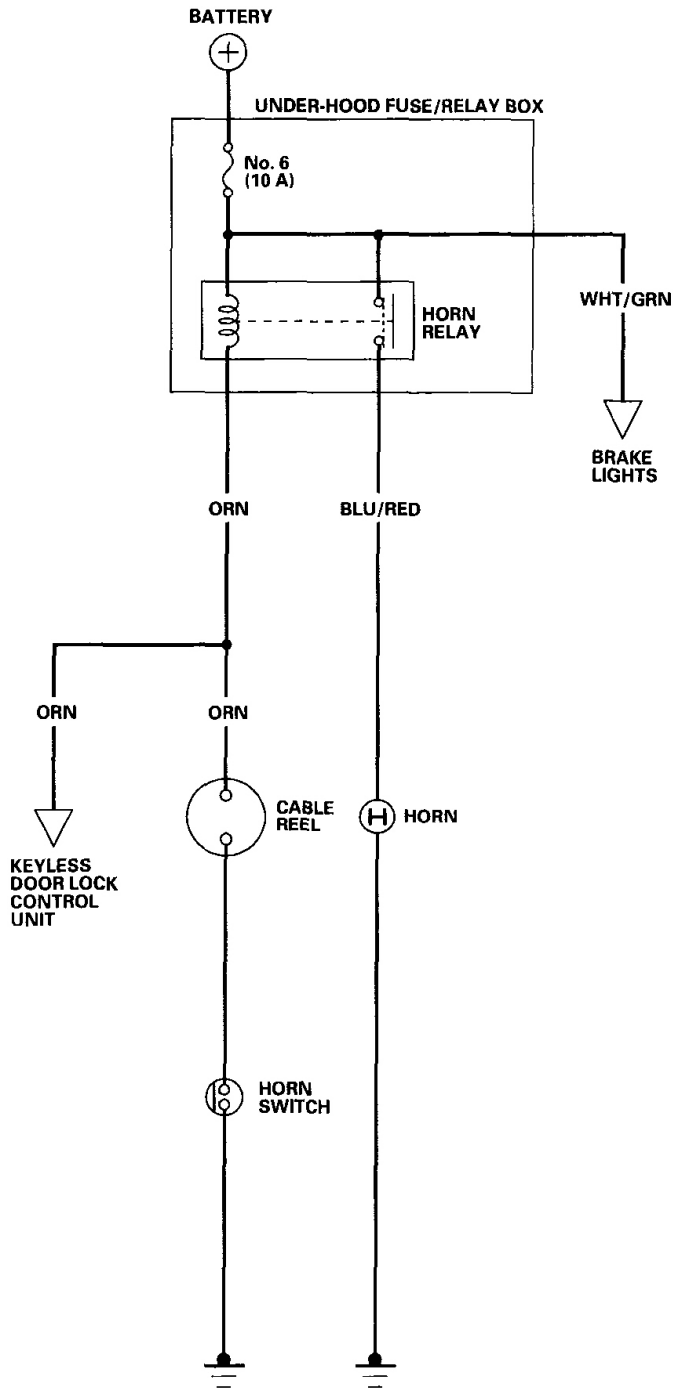 BATTERY
UNDER-HOOD FUSE/RELAY BOX
No. 6
(10 A)
WHT/GRN
HORN
RELAY
BRAKE
LIGHTS
ORN
BLU/RED
ORN
ORN
CABLE
REEL
HORN
KEYLESS
DOOR LOCK
CONTROL
UNIT
HORN
SWITCH